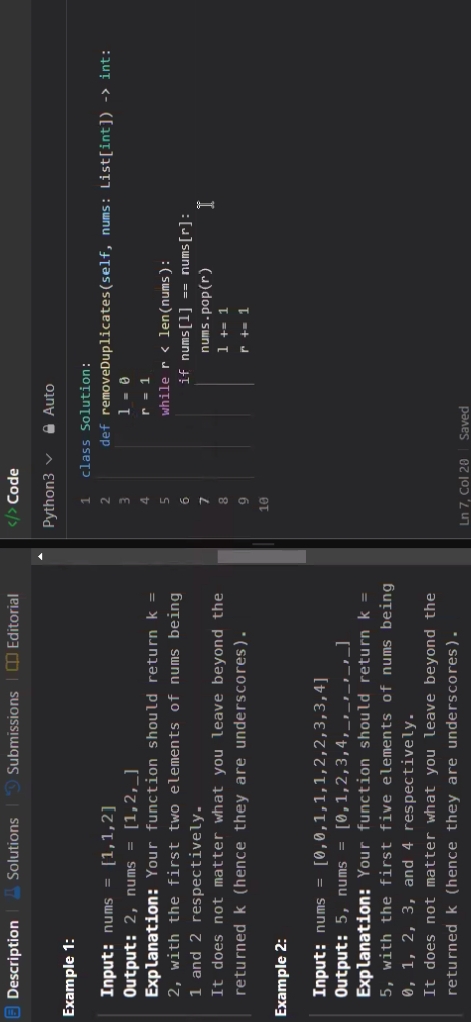 Description | Solutions | Submissions | Editorial
Example 1:
Input: nums = [1,1,2]
Output: 2, nums = [1,2,_]
Explanation: Your function should return k =
2, with the first two elements of nums being
1 and 2 respectively.
It does not matter what you leave beyond the
returned k (hence they are underscores).
Example 2:
Input: nums = [0,0,1,1,1,2,2,3,3,4]
Output: 5, nums = [0,1,2,3,4,_,_,_,_,_]
Explanation: Your function should return k =
5, with the first five elements of nums being
0, 1, 2, 3, and 4 respectively.
It does not matter what you leave beyond the
returned k (hence they are underscores).
</> Code
Python3 Auto
1 class Solution:
2 def removeDuplicates(self, nums: List[int]) -> int:
3 l = 0
4 r = 1
5 while r < len(nums):
6 if nums[l] == nums[r]:
7 nums.pop(r)
8 l += 1
9 r += 1
10
Ln 7, Col 20 | Saved